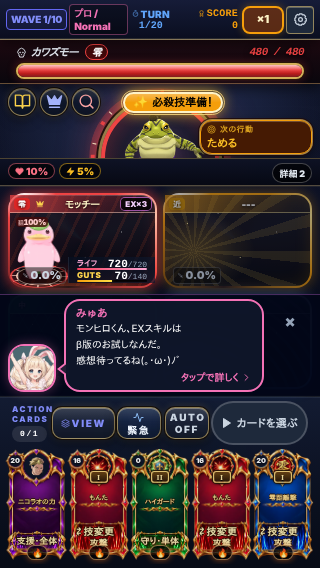 WAVE 1/10
プロ / Normal
TURN 1/20
SCORE 0
×1
カワズモー 零
480 / 480
必殺技準備!
次の行動
ためる
10%
5%
詳細 2
零
モッチー
EX×3
100%
ライフ 720/720
GUTS 70/140
0.0%
近
---
0.0%
みゅあ
モンヒロくん、EXスキルは
β版のお試しなんだ。
感想待ってるね(｡･ω･)ﾉﾞ
タップで詳しく >
×
ACTION CARDS
0/1
VIEW
緊急
AUTO OFF
▶ カードを選ぶ
20
16
0
16
20
I
II
I
I
ニコラオの力
もんた
ハイガード
もんた
零距離撃
支援·全体
技変更
攻撃
守り·単体
技変更
攻撃
技変更
攻撃